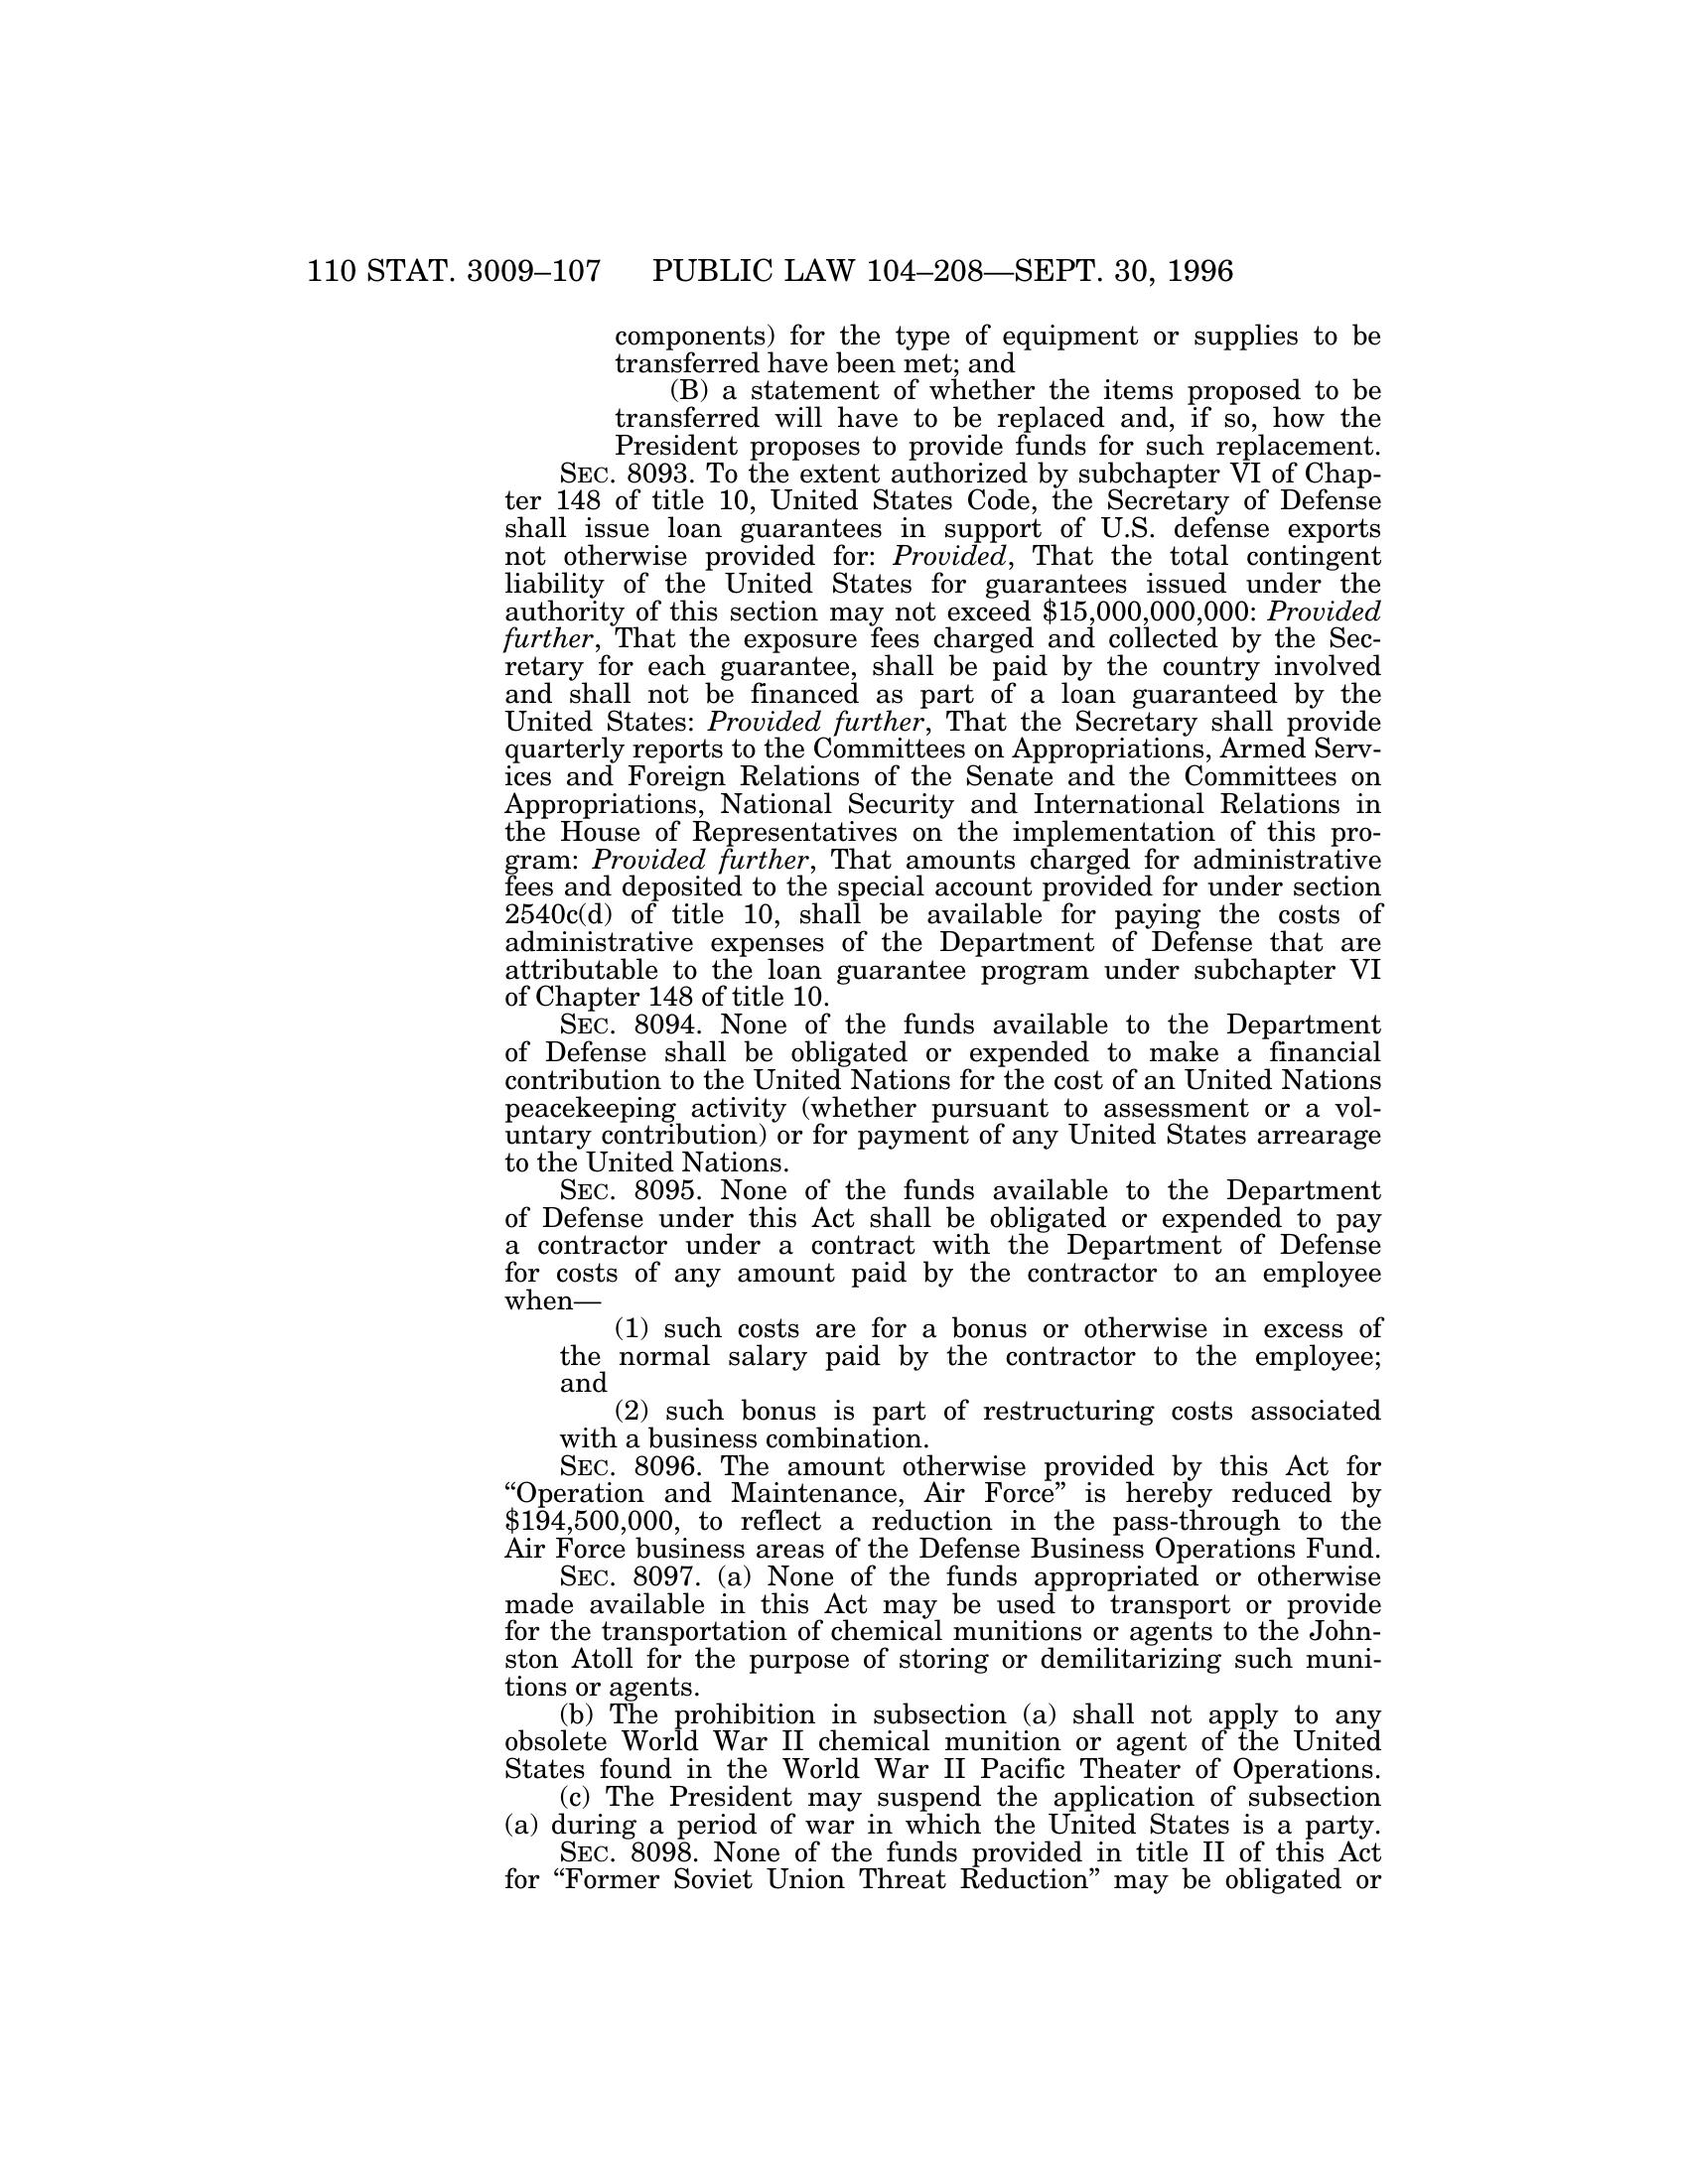 110 STAT. 3009–107 PUBLIC LAW 104–208—SEPT. 30, 1996
components) for the type of equipment or supplies to be
transferred have been met; and
(B) a statement of whether the items proposed to be
transferred will have to be replaced and, if so, how the
President proposes to provide funds for such replacement.
SEC. 8093. To the extent authorized by subchapter VI of Chap-
ter 148 of title 10, United States Code, the Secretary of Defense
shall issue loan guarantees in support of U.S. defense exports
not otherwise provided for: Provided, That the total contingent
liability of the United States for guarantees issued under the
authority of this section may not exceed $15,000,000,000: Provided
further, That the exposure fees charged and collected by the Sec-
retary for each guarantee, shall be paid by the country involved
and shall not be financed as part of a loan guaranteed by the
United States: Provided further, That the Secretary shall provide
quarterly reports to the Committees on Appropriations, Armed Serv-
ices and Foreign Relations of the Senate and the Committees on
Appropriations, National Security and International Relations in
the House of Representatives on the implementation of this pro-
gram: Provided further, That amounts charged for administrative
fees and deposited to the special account provided for under section
2540c(d) of title 10, shall be available for paying the costs of
administrative expenses of the Department of Defense that are
attributable to the loan guarantee program under subchapter VI
of Chapter 148 of title 10.
SEC. 8094. None of the funds available to the Department
of Defense shall be obligated or expended to make a financial
contribution to the United Nations for the cost of an United Nations
peacekeeping activity (whether pursuant to assessment or a vol-
untary contribution) or for payment of any United States arrearage
to the United Nations.
SEC. 8095. None of the funds available to the Department
of Defense under this Act shall be obligated or expended to pay
a contractor under a contract with the Department of Defense
for costs of any amount paid by the contractor to an employee
when—
(1) such costs are for a bonus or otherwise in excess of
the normal salary paid by the contractor to the employee;
and
(2) such bonus is part of restructuring costs associated
with a business combination.
SEC. 8096. The amount otherwise provided by this Act for
“Operation and Maintenance, Air Force” is hereby reduced by
$194,500,000, to reflect a reduction in the pass-through to the
Air Force business areas of the Defense Business Operations Fund.
SEC. 8097. (a) None of the funds appropriated or otherwise
made available in this Act may be used to transport or provide
for the transportation of chemical munitions or agents to the John-
ston Atoll for the purpose of storing or demilitarizing such muni-
tions or agents.
(b) The prohibition in subsection (a) shall not apply to any
obsolete World War II chemical munition or agent of the United
States found in the World War II Pacific Theater of Operations.
(c) The President may suspend the application of subsection
(a) during a period of war in which the United States is a party.
SEC. 8098. None of the funds provided in title II of this Act
for “Former Soviet Union Threat Reduction” may be obligated or